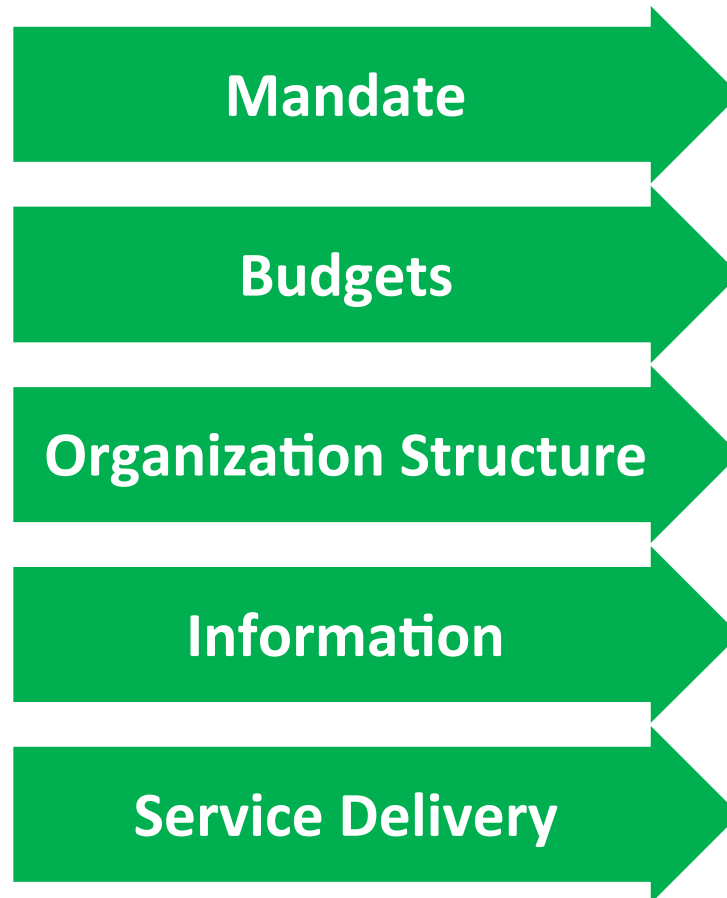 Mandate
Budgets
Organization Structure
Information
Service Delivery